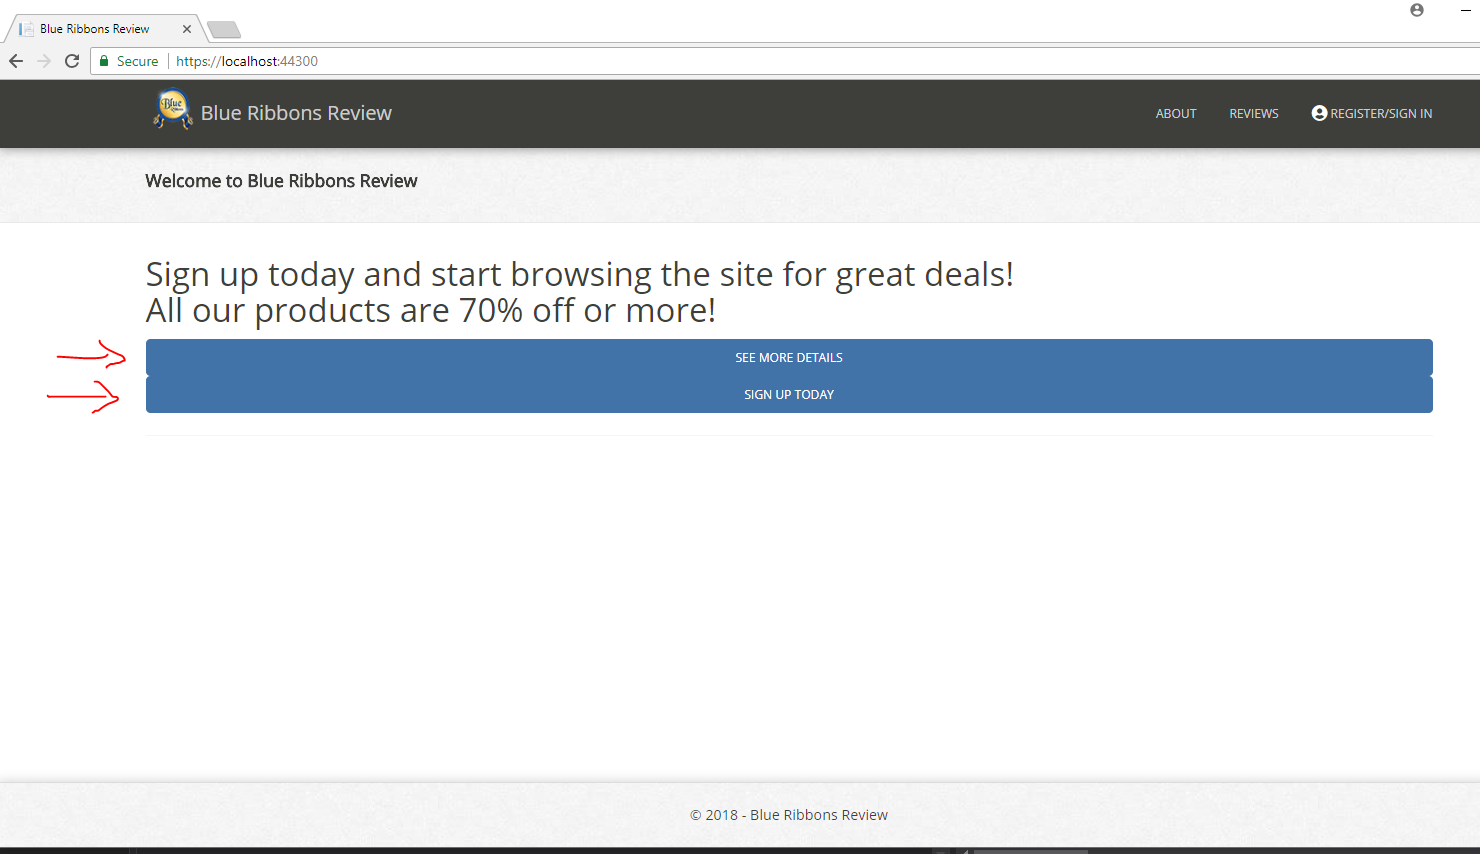 Blue Ribbons Review
Secure https://localhost:44300
Blue Ribbons Review ABOUT REVIEWS REGISTER/SIGN IN
Welcome to Blue Ribbons Review
Sign up today and start browsing the site for great deals!
All our products are 70% off or more!
SEE MORE DETAILS
SIGN UP TODAY
© 2018 - Blue Ribbons Review